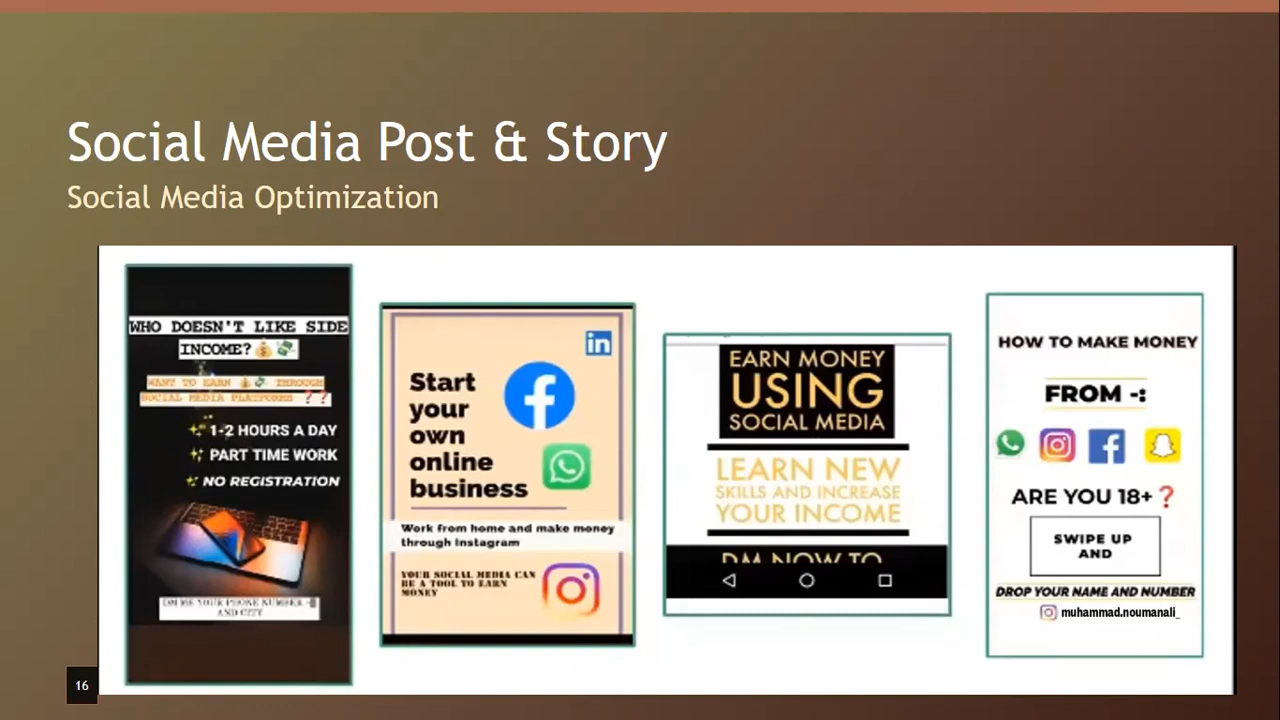 Social Media Post & Story
Social Media Optimization
WHO DOESN'T LIKE SIDE
INCOME?💰💸
WANT TO EARN 💰💸 THROUGH
SOCIAL MEDIA PLATFORMS ❓❓
✨1-2 HOURS A DAY
✨ PART TIME WORK
✨ NO REGISTRATION
DM ME YOUR PHONE NUMBER
AND CITY
in
Start
your
own
online
business
Work from home and make money
through Instagram
YOUR SOCIAL MEDIA CAN
BE A TOOL TO EARN
MONEY
EARN MONEY
USING
SOCIAL MEDIA
LEARN NEW
SKILLS AND INCREASE
YOUR INCOME
DM NOW TO
HOW TO MAKE MONEY
FROM -:
ARE YOU 18+❓
SWIPE UP
AND
DROP YOUR NAME AND NUMBER
muhammad.noumanali_
16